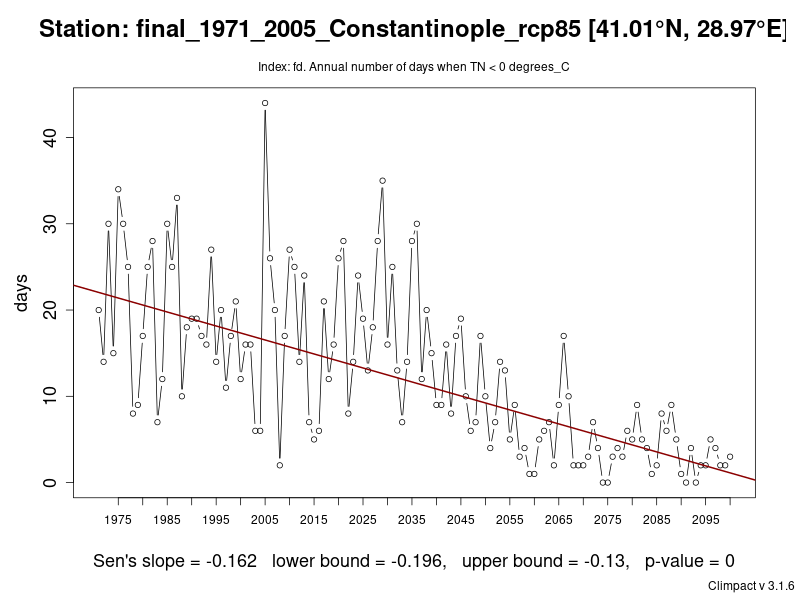 Station: final_1971_2005_Constantinople_rcp85 [41.01°N, 28.97°E]
Index: fd. Annual number of days when TN < 0 degrees_C
days
40
30
20
10
0
1975 1985 1995 2005 2015 2025 2035 2045 2055 2065 2075 2085 2095
Sen's slope = -0.162 lower bound = -0.196, upper bound = -0.13, p-value = 0
Climpact v 3.1.6